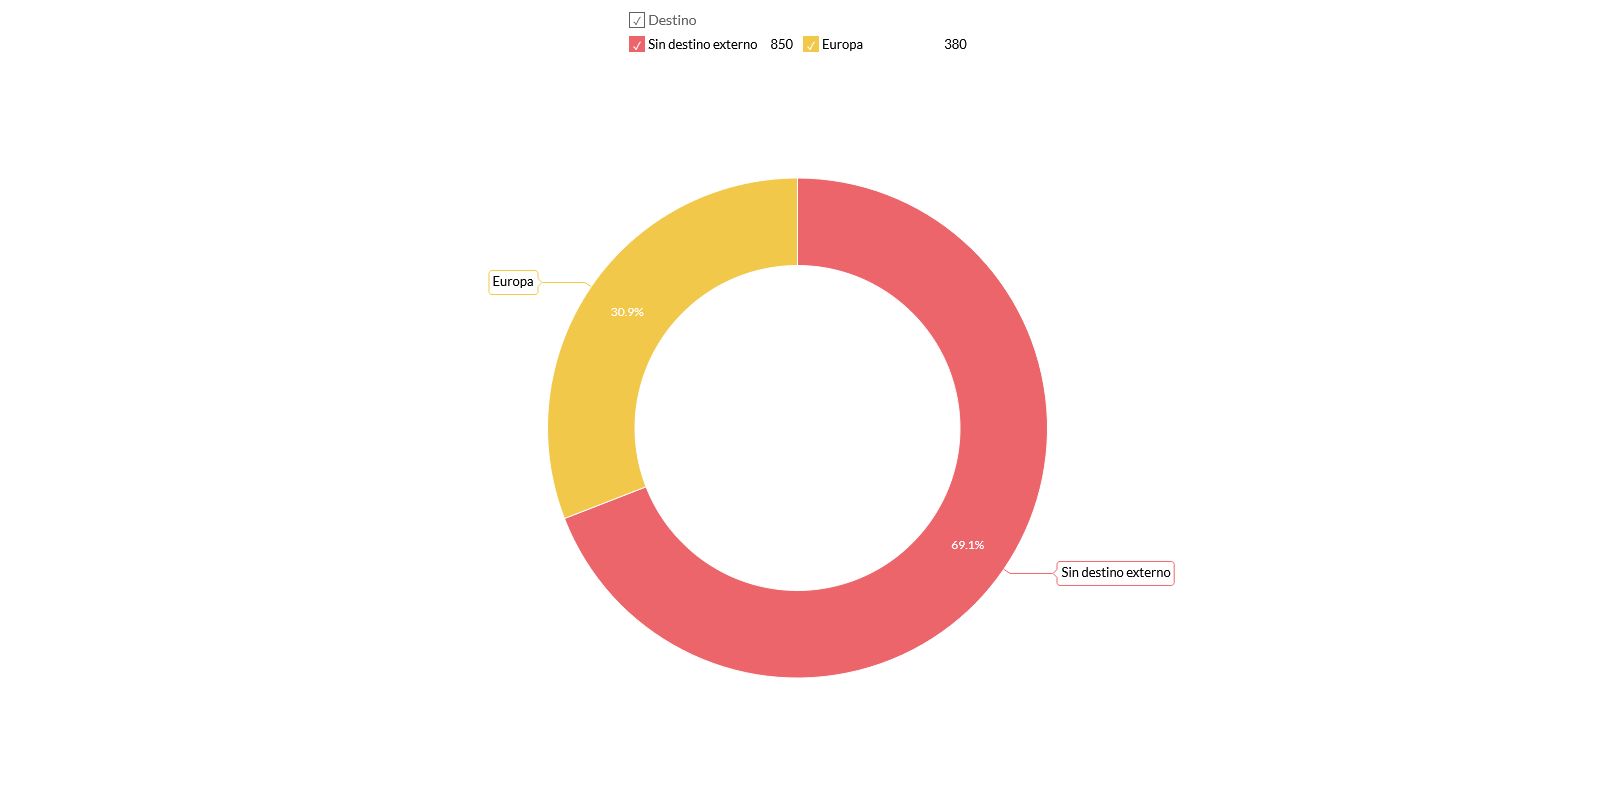 Destino
Sin destino externo 850 Europa 380
Europa
30.9%
69.1%
Sin destino externo